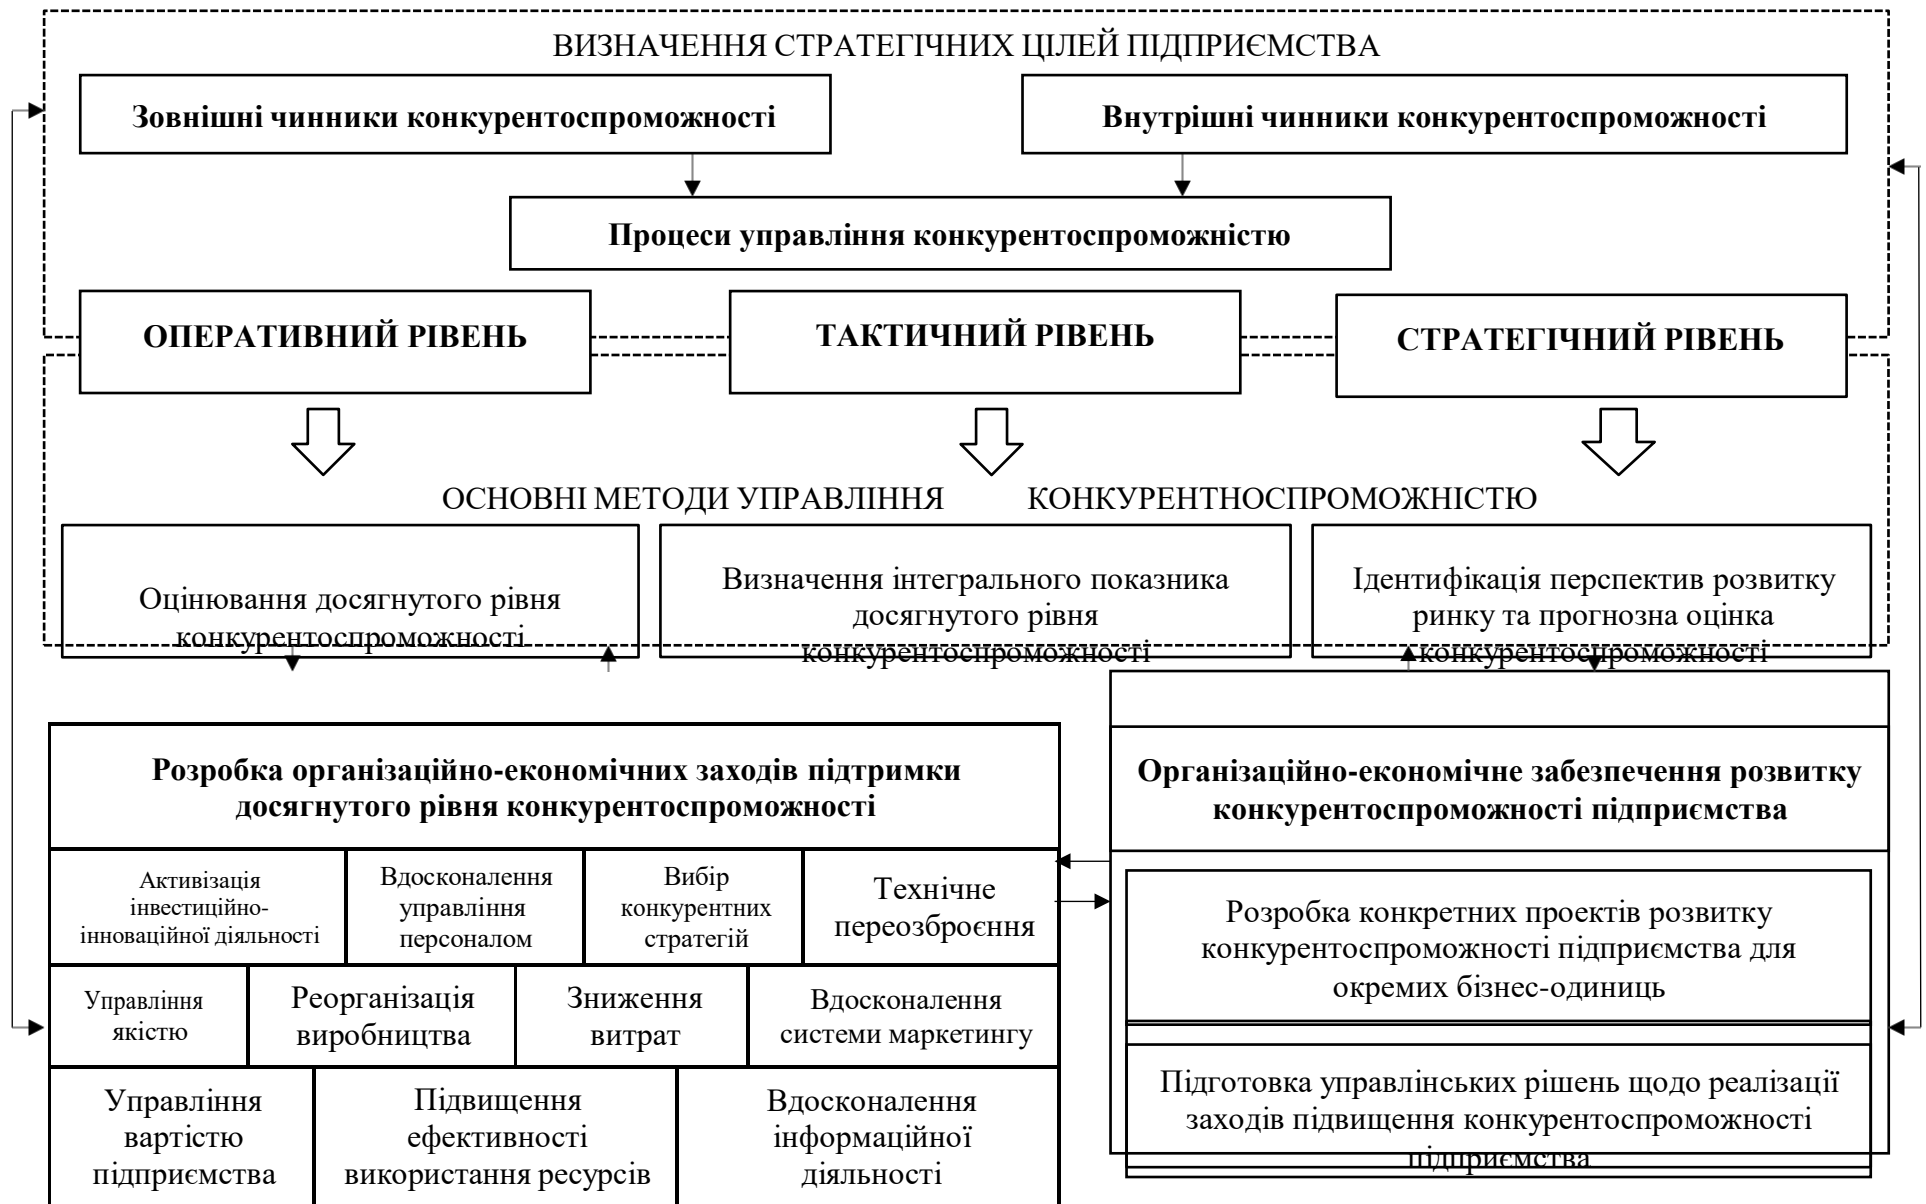 ВИЗНАЧЕННЯ СТРАТЕГІЧНИХ ЦІЛЕЙ ПІДПРИЄМСТВА
Зовнішні чинники конкурентоспроможності
Внутрішні чинники конкурентоспроможності
Процеси управління конкурентоспроможністю
ОПЕРАТИВНИЙ РІВЕНЬ
ТАКТИЧНИЙ РІВЕНЬ
СТРАТЕГІЧНИЙ РІВЕНЬ
ОСНОВНІ МЕТОДИ УПРАВЛІННЯ КОНКУРЕНТНОСПРОМОЖНІСТЮ
Оцінювання досягнутого рівня
конкурентоспроможності
Визначення інтегрального показника
досягнутого рівня
конкурентоспроможності
Ідентифікація перспектив розвитку
ринку та прогнозна оцінка
конкурентоспроможності
Розробка організаційно-економічних заходів підтримки
досягнутого рівня конкурентоспроможності
Активізація
інвестиційно-
інноваційної діяльності
Вдосконалення
управління
персоналом
Вибір
конкурентних
стратегій
Технічне
переозброєння
Управління
якістю
Реорганізація
виробництва
Зниження
витрат
Вдосконалення
системи маркетингу
Управління
вартістю
підприємства
Підвищення
ефективності
використання ресурсів
Вдосконалення
інформаційної
діяльності
Організаційно-економічне забезпечення розвитку
конкурентоспроможності підприємства
Розробка конкретних проектів розвитку
конкурентоспроможності підприємства для
окремих бізнес-одиниць
Підготовка управлінських рішень щодо реалізації
заходів підвищення конкурентоспроможності
підприємства